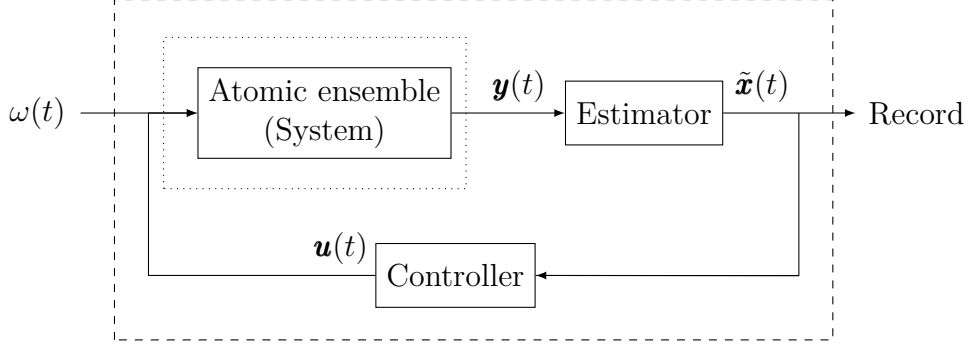 ω(t)
Atomic ensemble
(System)
y(t)
Estimator
x̃(t)
Record
u(t)
Controller